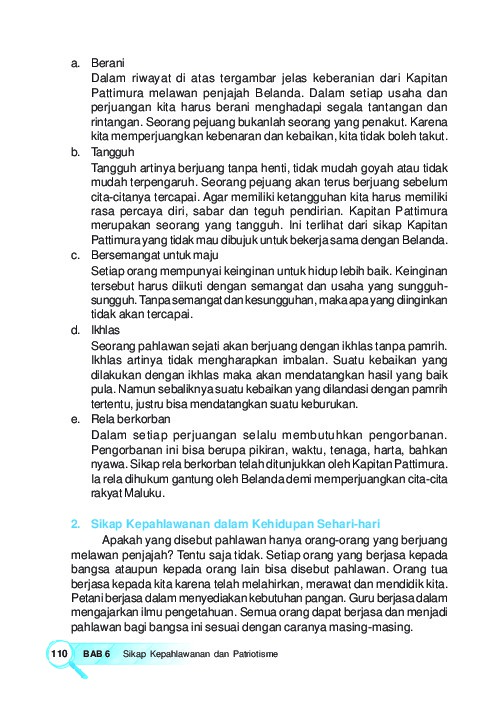 a. Berani
Dalam riwayat di atas tergambar jelas keberanian dari Kapitan
Pattimura melawan penjajah Belanda. Dalam setiap usaha dan
perjuangan kita harus berani menghadapi segala tantangan dan
rintangan. Seorang pejuang bukanlah seorang yang penakut. Karena
kita memperjuangkan kebenaran dan kebaikan, kita tidak boleh takut.
b. Tangguh
Tangguh artinya berjuang tanpa henti, tidak mudah goyah atau tidak
mudah terpengaruh. Seorang pejuang akan terus berjuang sebelum
cita-citanya tercapai. Agar memiliki ketangguhan kita harus memiliki
rasa percaya diri, sabar dan teguh pendirian. Kapitan Pattimura
merupakan seorang yang tangguh. Ini terlihat dari sikap Kapitan
Pattimura yang tidak mau dibujuk untuk bekerja sama dengan Belanda.
c. Bersemangat untuk maju
Setiap orang mempunyai keinginan untuk hidup lebih baik. Keinginan
tersebut harus diikuti dengan semangat dan usaha yang sungguh-
sungguh. Tanpa semangat dan kesungguhan, maka apa yang diinginkan
tidak akan tercapai.
d. Ikhlas
Seorang pahlawan sejati akan berjuang dengan ikhlas tanpa pamrih.
Ikhlas artinya tidak mengharapkan imbalan. Suatu kebaikan yang
dilakukan dengan ikhlas maka akan mendatangkan hasil yang baik
pula. Namun sebaliknya suatu kebaikan yang dilandasi dengan pamrih
tertentu, justru bisa mendatangkan suatu keburukan.
e. Rela berkorban
Dalam setiap perjuangan selalu membutuhkan pengorbanan.
Pengorbanan ini bisa berupa pikiran, waktu, tenaga, harta, bahkan
nyawa. Sikap rela berkorban telah ditunjukkan oleh Kapitan Pattimura.
Ia rela dihukum gantung oleh Belanda demi memperjuangkan cita-cita
rakyat Maluku.
2. Sikap Kepahlawanan dalam Kehidupan Sehari-hari
Apakah yang disebut pahlawan hanya orang-orang yang berjuang
melawan penjajah? Tentu saja tidak. Setiap orang yang berjasa kepada
bangsa ataupun kepada orang lain bisa disebut pahlawan. Orang tua
berjasa kepada kita karena telah melahirkan, merawat dan mendidik kita.
Petani berjasa dalam menyediakan kebutuhan pangan. Guru berjasa dalam
mengajarkan ilmu pengetahuan. Semua orang dapat berjasa dan menjadi
pahlawan bagi bangsa ini sesuai dengan caranya masing-masing.
110 BAB 6 Sikap Kepahlawanan dan Patriotisme